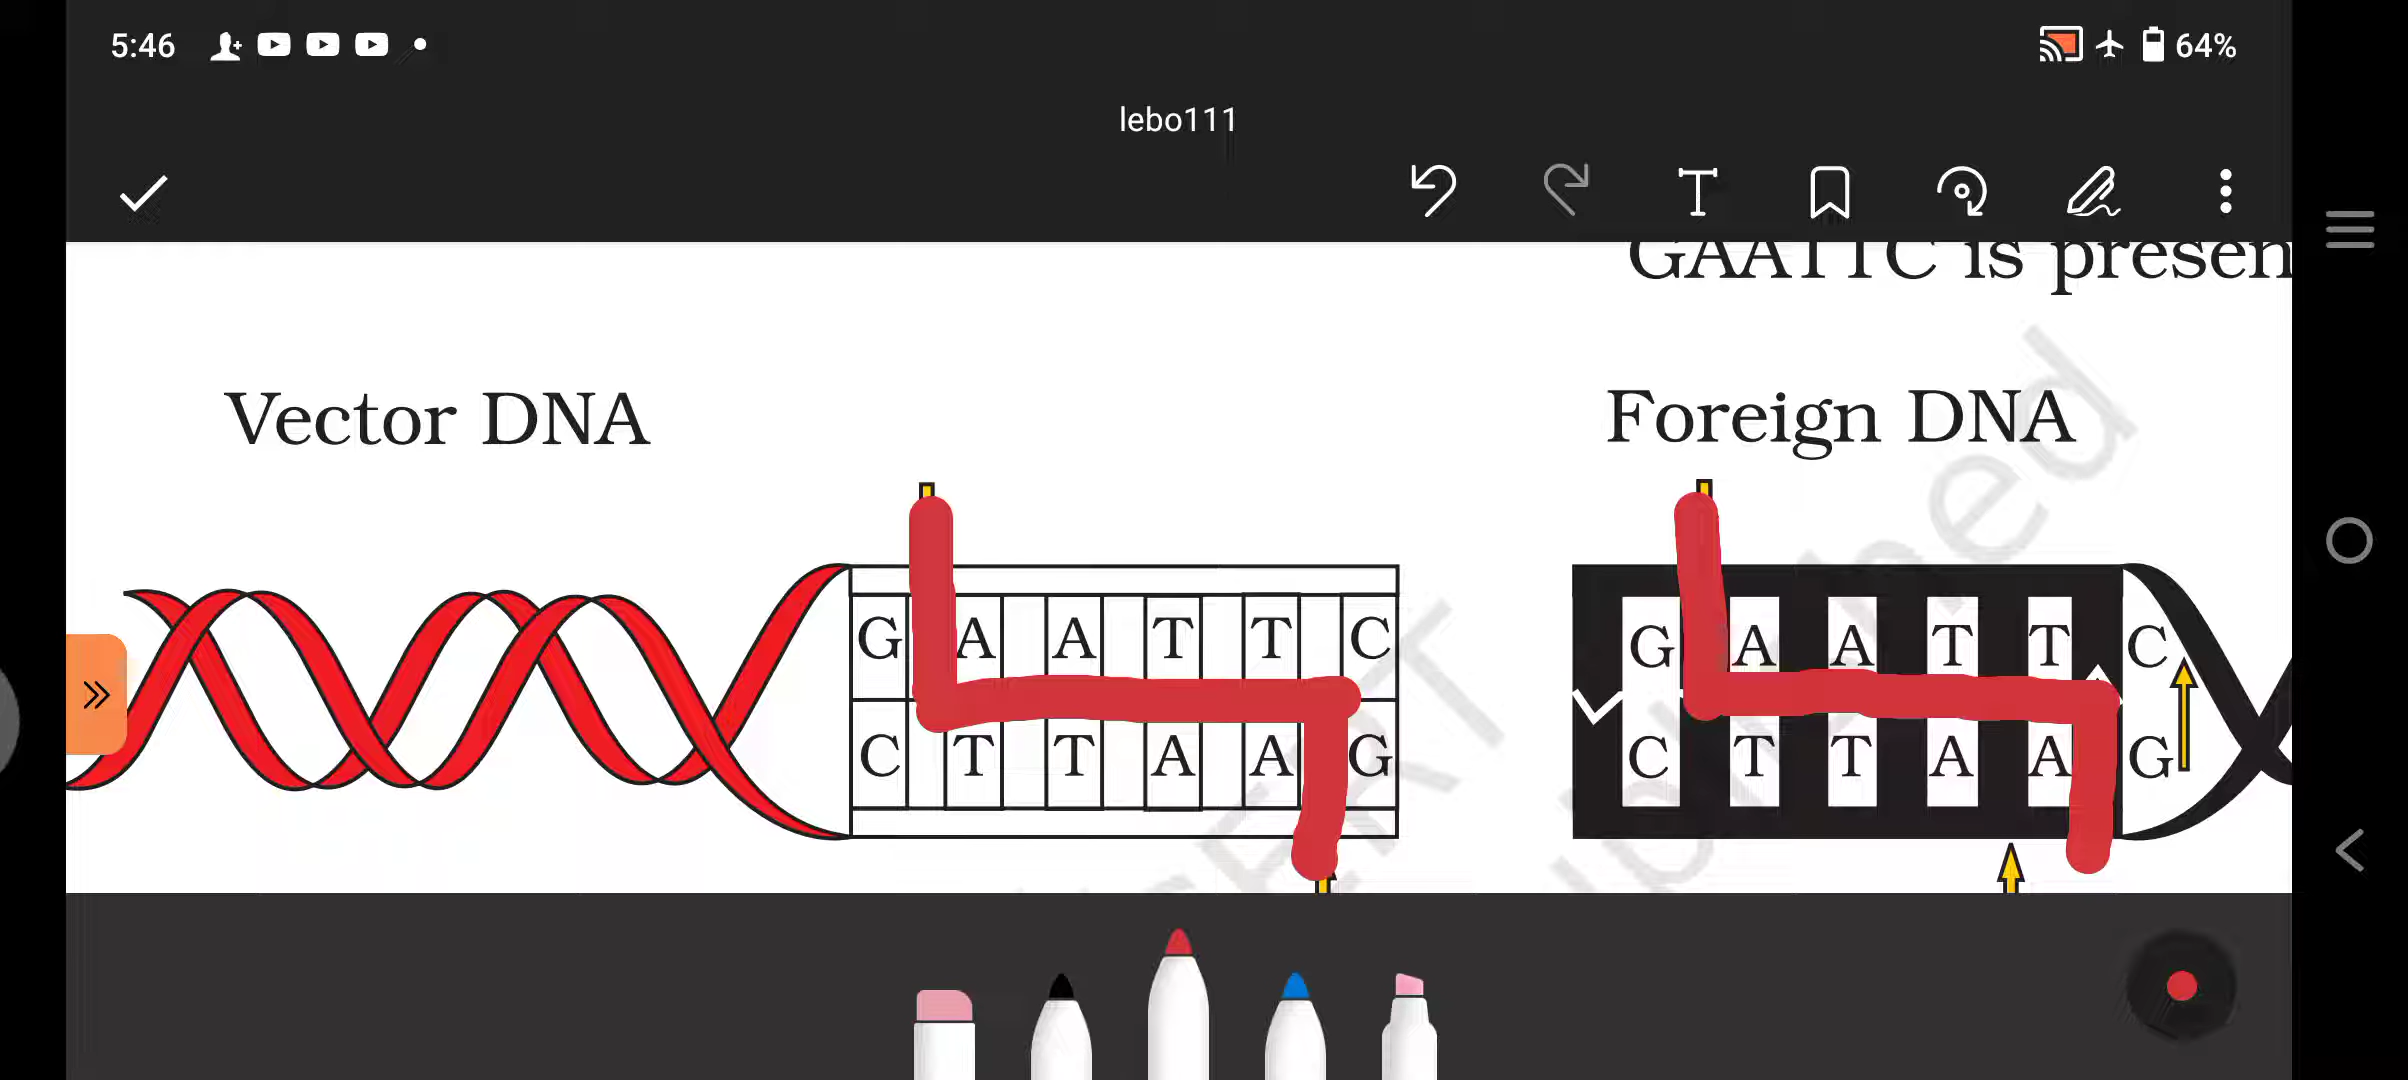 5:46
64%
lebo111
GAATTC is presen
Vector DNA
Foreign DNA
G A A T T C
C T T A A G
G A A T T C
C T T A A G